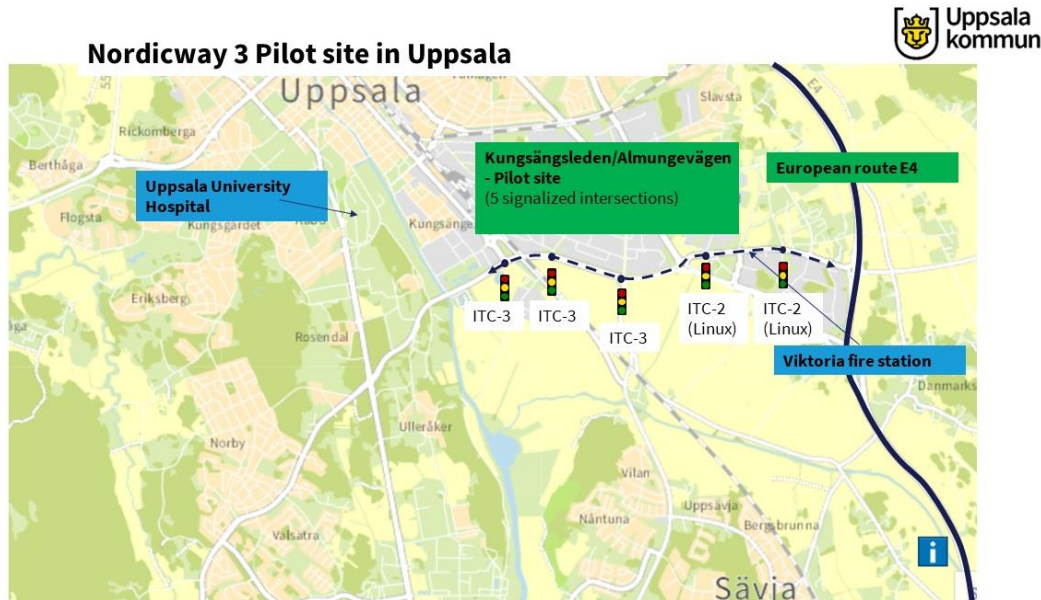 Uppsala
kommun
Nordicway 3 Pilot site in Uppsala
Uppsala
Slavsta
E4
55
Rickomberga
Berthåga
Kungsängsleden/Almungevägen
- Pilot site
(5 signalized intersections)
European route E4
Uppsala University
Hospital
Flogsta
Kungsgärdet
Kungsänge
Eriksberg
ITC-3
ITC-3
ITC-3
ITC-2
(Linux)
ITC-2
(Linux)
Rosendal
Viktoria fire station
Danmarks
Ulleråker
Norby
Vilan
Uppsävja
Nåntuna
Bergsbrunna
Valsätra
i
Sävja